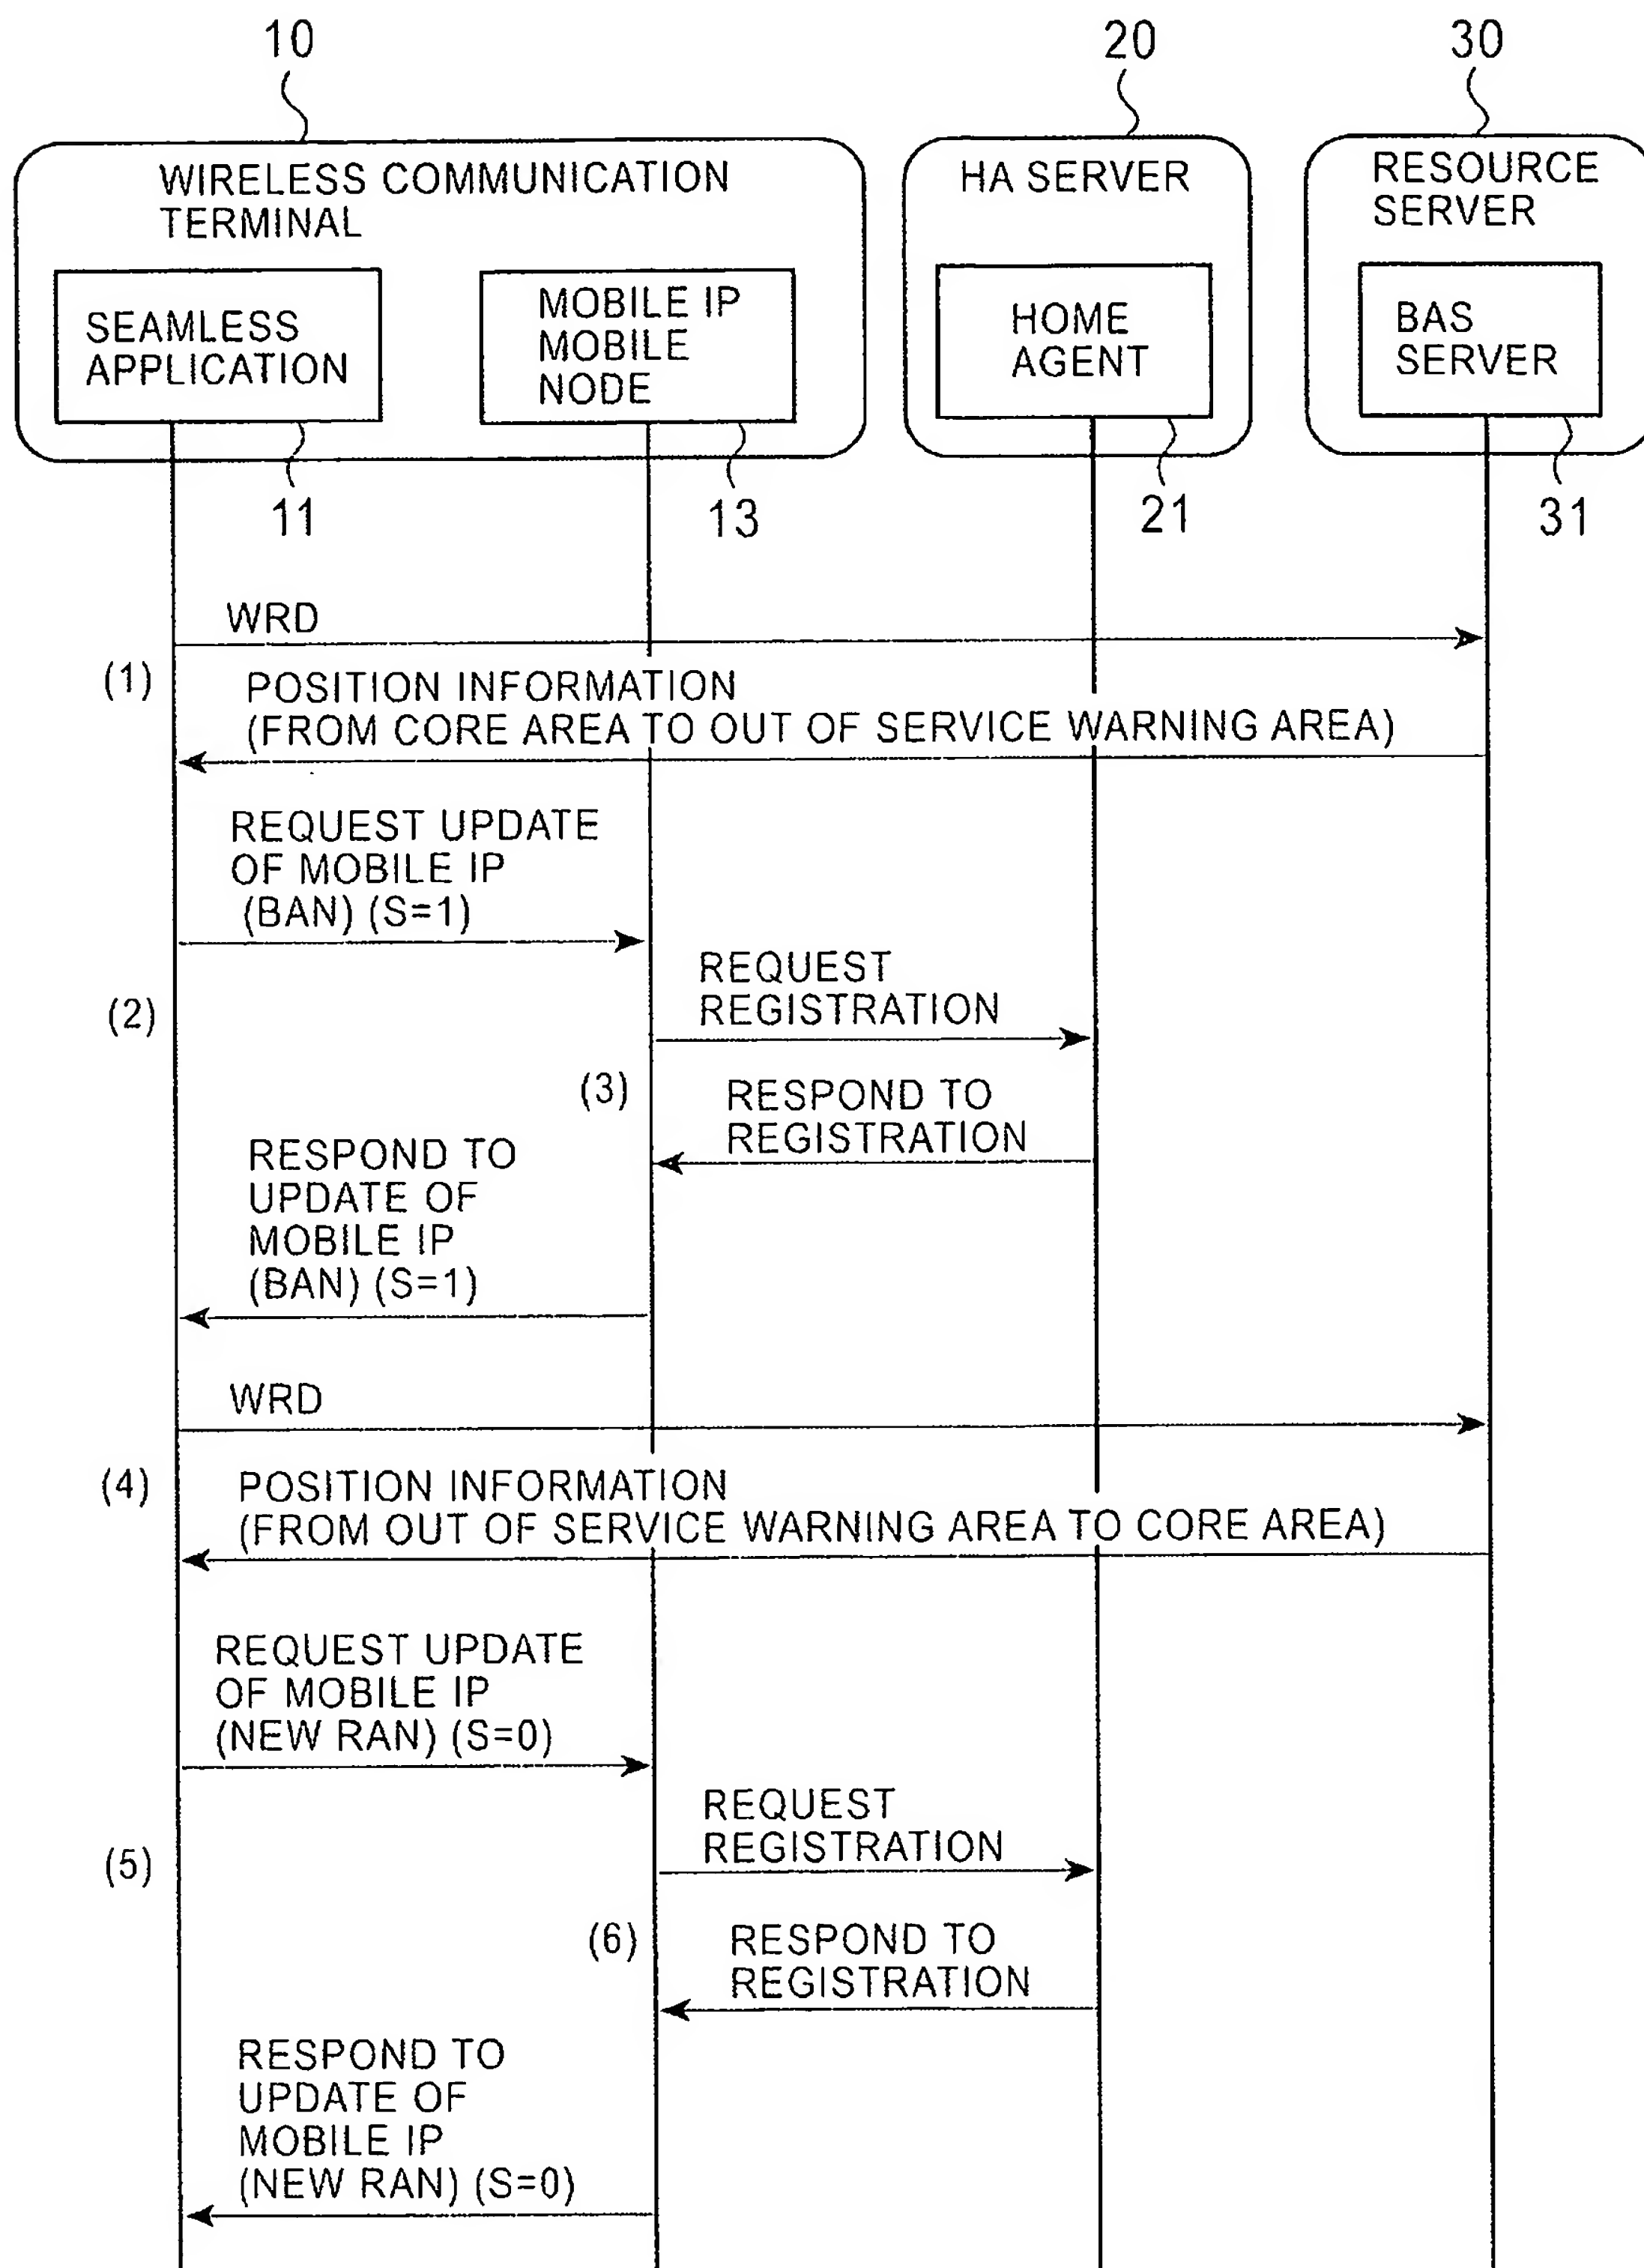 10
20
30
WIRELESS COMMUNICATION
TERMINAL
HA SERVER
RESOURCE
SERVER
SEAMLESS
APPLICATION
MOBILE IP
MOBILE
NODE
HOME
AGENT
BAS
SERVER
11
13
21
31
WRD
(1)
POSITION INFORMATION
(FROM CORE AREA TO OUT OF SERVICE WARNING AREA)
REQUEST UPDATE
OF MOBILE IP
(BAN) (S=1)
(2)
REQUEST
REGISTRATION
(3)
RESPOND TO
REGISTRATION
RESPOND TO
UPDATE OF
MOBILE IP
(BAN) (S=1)
WRD
(4)
POSITION INFORMATION
(FROM OUT OF SERVICE WARNING AREA TO CORE AREA)
REQUEST UPDATE
OF MOBILE IP
(NEW RAN) (S=0)
(5)
REQUEST
REGISTRATION
(6)
RESPOND TO
REGISTRATION
RESPOND TO
UPDATE OF
MOBILE IP
(NEW RAN) (S=0)